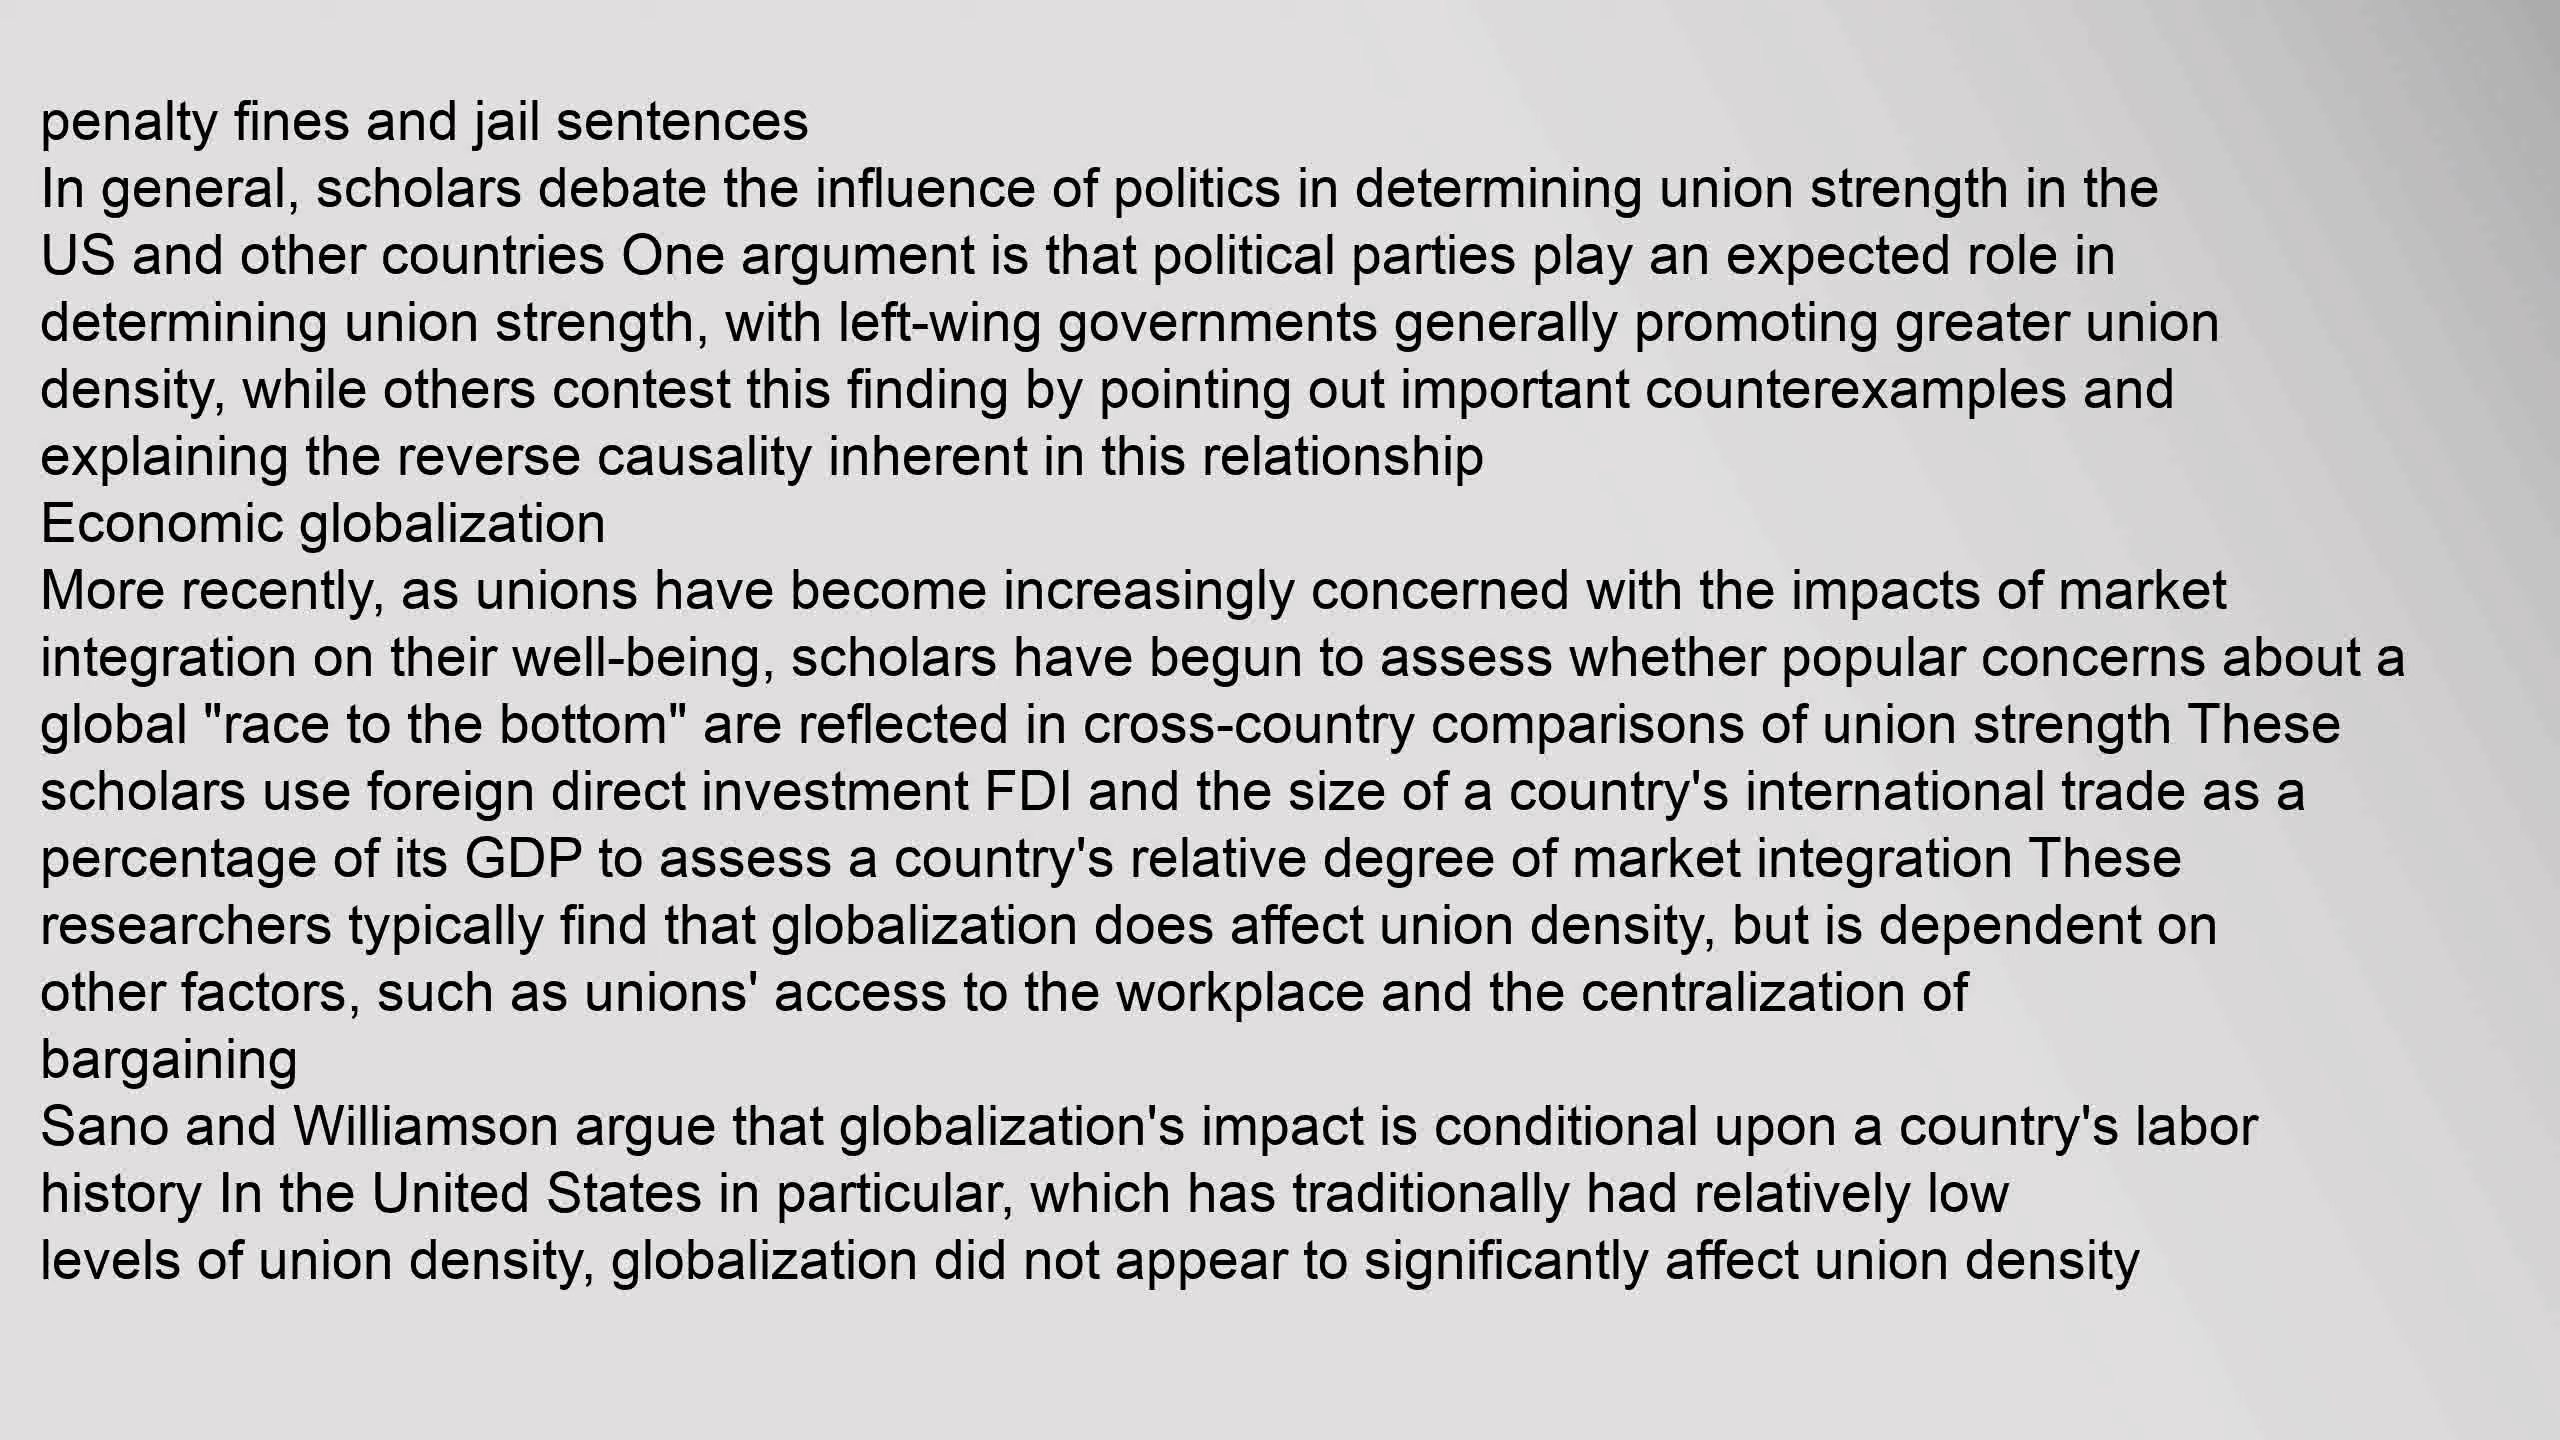 penalty fines and jail sentences
In general, scholars debate the influence of politics in determining union strength in the
US and other countries One argument is that political parties play an expected role in
determining union strength, with left-wing governments generally promoting greater union
density, while others contest this finding by pointing out important counterexamples and
explaining the reverse causality inherent in this relationship
Economic globalization
More recently, as unions have become increasingly concerned with the impacts of market
integration on their well-being, scholars have begun to assess whether popular concerns about a
global "race to the bottom" are reflected in cross-country comparisons of union strength These
scholars use foreign direct investment FDI and the size of a country's international trade as a
percentage of its GDP to assess a country's relative degree of market integration These
researchers typically find that globalization does affect union density, but is dependent on
other factors, such as unions' access to the workplace and the centralization of
bargaining
Sano and Williamson argue that globalization's impact is conditional upon a country's labor
history In the United States in particular, which has traditionally had relatively low
levels of union density, globalization did not appear to significantly affect union density